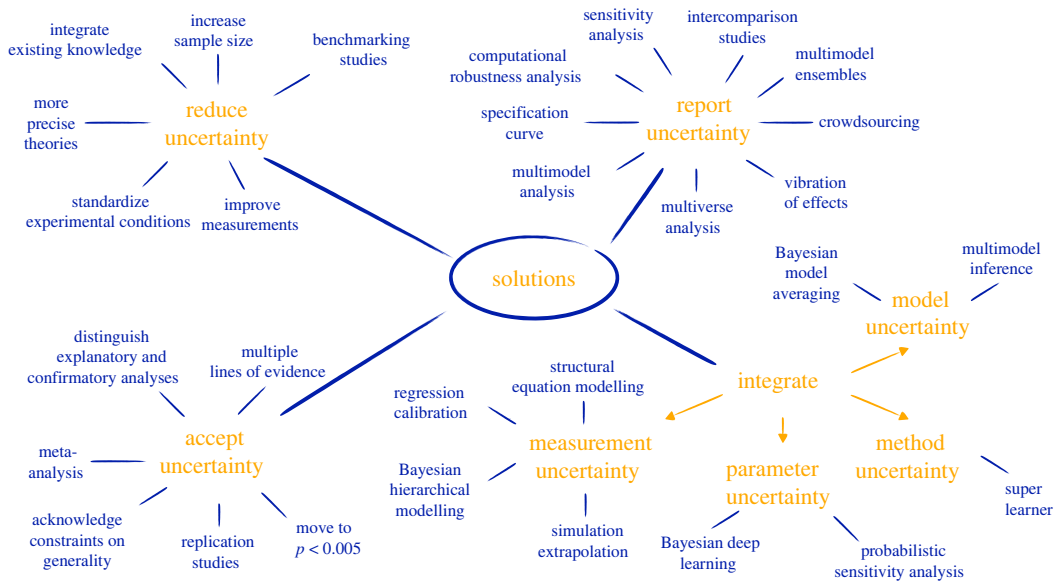 integrate
existing knowledge
increase
sample size
benchmarking
studies
more
precise
theories
reduce
uncertainty
standardize
experimental conditions
improve
measurements
sensitivity
analysis
intercomparison
studies
computational
robustness analysis
multimodel
ensembles
specification
curve
report
uncertainty
crowdsourcing
multimodel
analysis
multiverse
analysis
vibration
of effects
solutions
Bayesian
model
averaging
multimodel
inference
model
uncertainty
distinguish
explanatory and
confirmatory analyses
multiple
lines of evidence
accept
uncertainty
meta-
analysis
acknowledge
constraints on
generality
replication
studies
move to
p < 0.005
integrate
structural
equation modelling
regression
calibration
measurement
uncertainty
Bayesian
hierarchical
modelling
simulation
extrapolation
parameter
uncertainty
Bayesian deep
learning
probabilistic
sensitivity analysis
method
uncertainty
super
learner